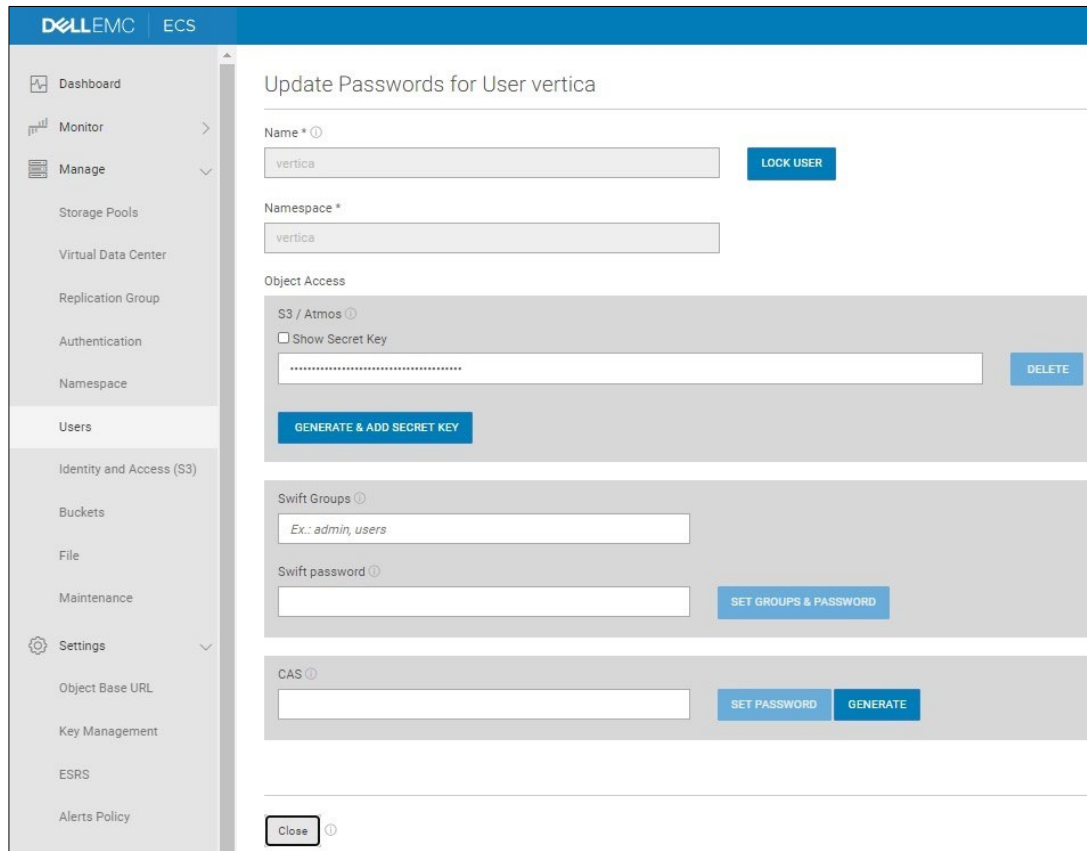 DELLEMC ECS
Dashboard
Monitor
Manage
Storage Pools
Virtual Data Center
Replication Group
Authentication
Namespace
Users
Identity and Access (S3)
Buckets
File
Maintenance
Settings
Object Base URL
Key Management
ESRS
Alerts Policy
Update Passwords for User vertica
Name *
vertica
LOCK USER
Namespace *
vertica
Object Access
S3 / Atmos
Show Secret Key
DELETE
GENERATE & ADD SECRET KEY
Swift Groups
Ex.: admin, users
Swift password
SET GROUPS & PASSWORD
CAS
SET PASSWORD GENERATE
Close